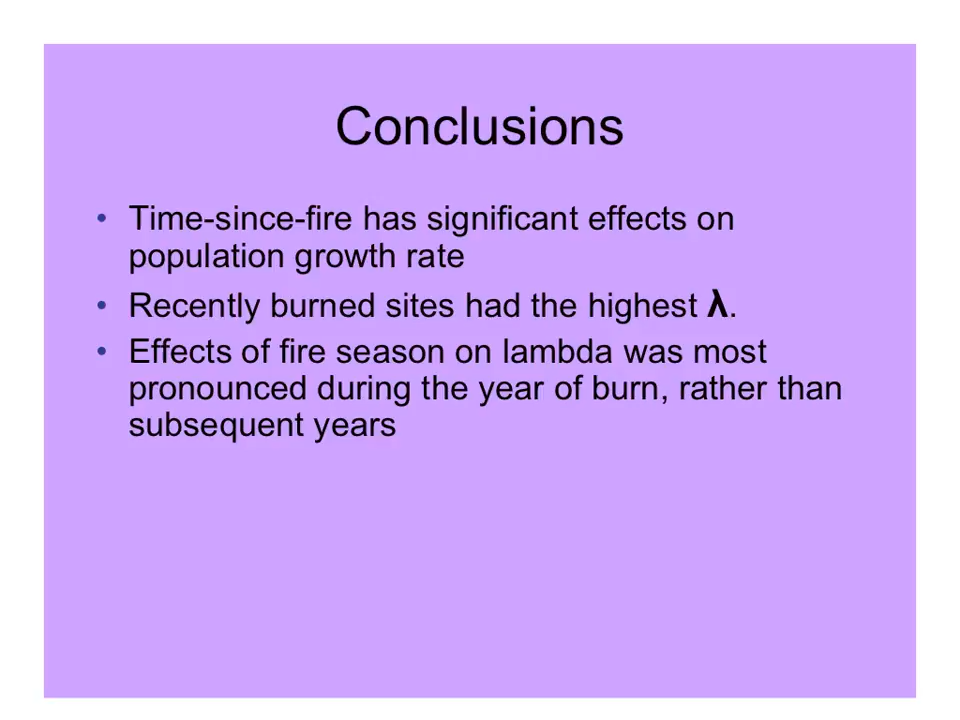 Conclusions
• Time-since-fire has significant effects on
population growth rate
• Recently burned sites had the highest λ.
• Effects of fire season on lambda was most
pronounced during the year of burn, rather than
subsequent years